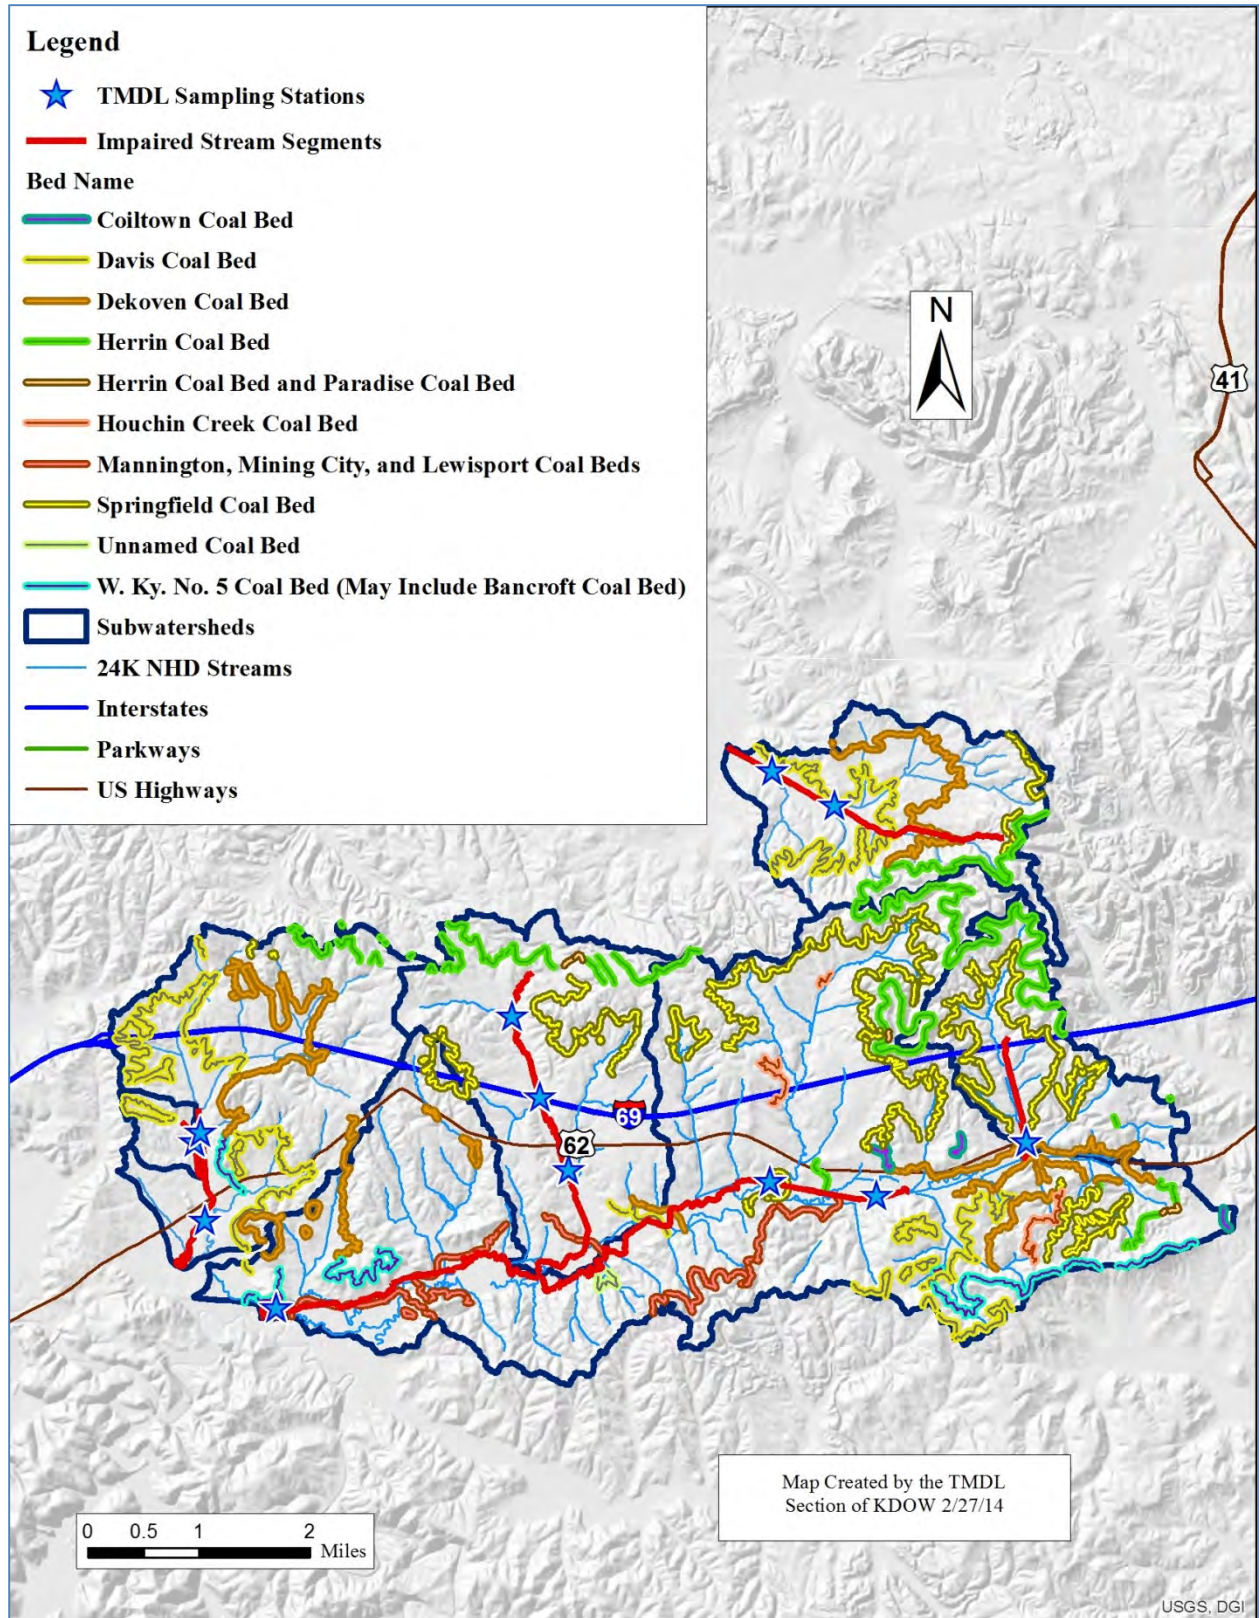 Legend
TMDL Sampling Stations
Impaired Stream Segments
Bed Name
Coiltown Coal Bed
Davis Coal Bed
Dekoven Coal Bed
Herrin Coal Bed
Herrin Coal Bed and Paradise Coal Bed
Houchin Creek Coal Bed
Mannington, Mining City, and Lewisport Coal Beds
Springfield Coal Bed
Unnamed Coal Bed
W. Ky. No. 5 Coal Bed (May Include Bancroft Coal Bed)
Subwatersheds
24K NHD Streams
Interstates
Parkways
US Highways
N
41
69
62
Map Created by the TMDL
Section of KDOW 2/27/14
0 0.5 1 2
Miles
USGS, DGI